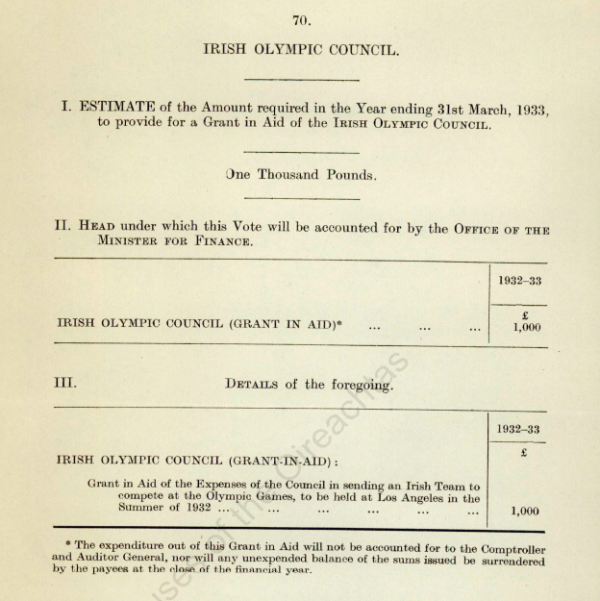 70.
IRISH OLYMPIC COUNCIL.
I. ESTIMATE of the Amount required in the Year ending 31st March, 1933,
to provide for a Grant in Aid of the IRISH OLYMPIC COUNCIL.
One Thousand Pounds.
II. HEAD under which this Vote will be accounted for by the OFFICE OF THE
MINISTER FOR FINANCE.
1932–33
£
IRISH OLYMPIC COUNCIL (GRANT IN AID)* ... ... ... 1,000
III. DETAILS of the foregoing.
1932–33
£
IRISH OLYMPIC COUNCIL (GRANT-IN-AID):
Grant in Aid of the Expenses of the Council in sending an Irish Team to
compete at the Olympic Games, to be held at Los Angeles in the
Summer of 1932 ... ... ... ... ... ... 1,000
* The expenditure out of this Grant in Aid will not be accounted for to the Comptroller
and Auditor General, nor will any unexpended balance of the sums issued be surrendered
by the payees at the close of the financial year.
of the Oireachtas